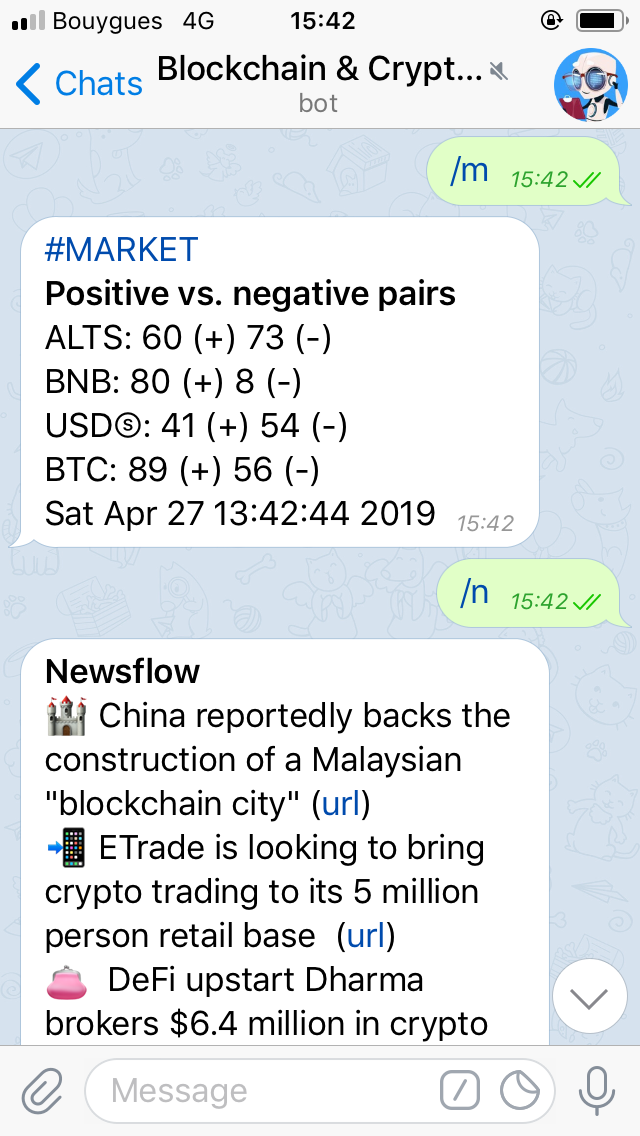 Bouygues 4G 15:42
Chats Blockchain & Crypt...
bot
/m 15:42
#MARKET
Positive vs. negative pairs
ALTS: 60 (+) 73 (-)
BNB: 80 (+) 8 (-)
USDⓢ: 41 (+) 54 (-)
BTC: 89 (+) 56 (-)
Sat Apr 27 13:42:44 2019 15:42
/n 15:42
Newsflow
🏰 China reportedly backs the
construction of a Malaysian
"blockchain city" (url)
📲 ETrade is looking to bring
crypto trading to its 5 million
person retail base (url)
👛 DeFi upstart Dharma
brokers $6.4 million in crypto
Message